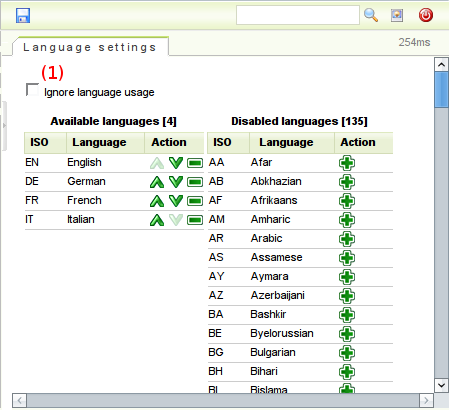 Language settings
254ms
(1)
Ignore language usage
Available languages [4]
ISO Language Action
EN English
DE German
FR French
IT Italian
Disabled languages [135]
ISO Language Action
AA Afar
AB Abkhazian
AF Afrikaans
AM Amharic
AR Arabic
AS Assamese
AY Aymara
AZ Azerbaijani
BA Bashkir
BE Byelorussian
BG Bulgarian
BH Bihari
BI Bislama